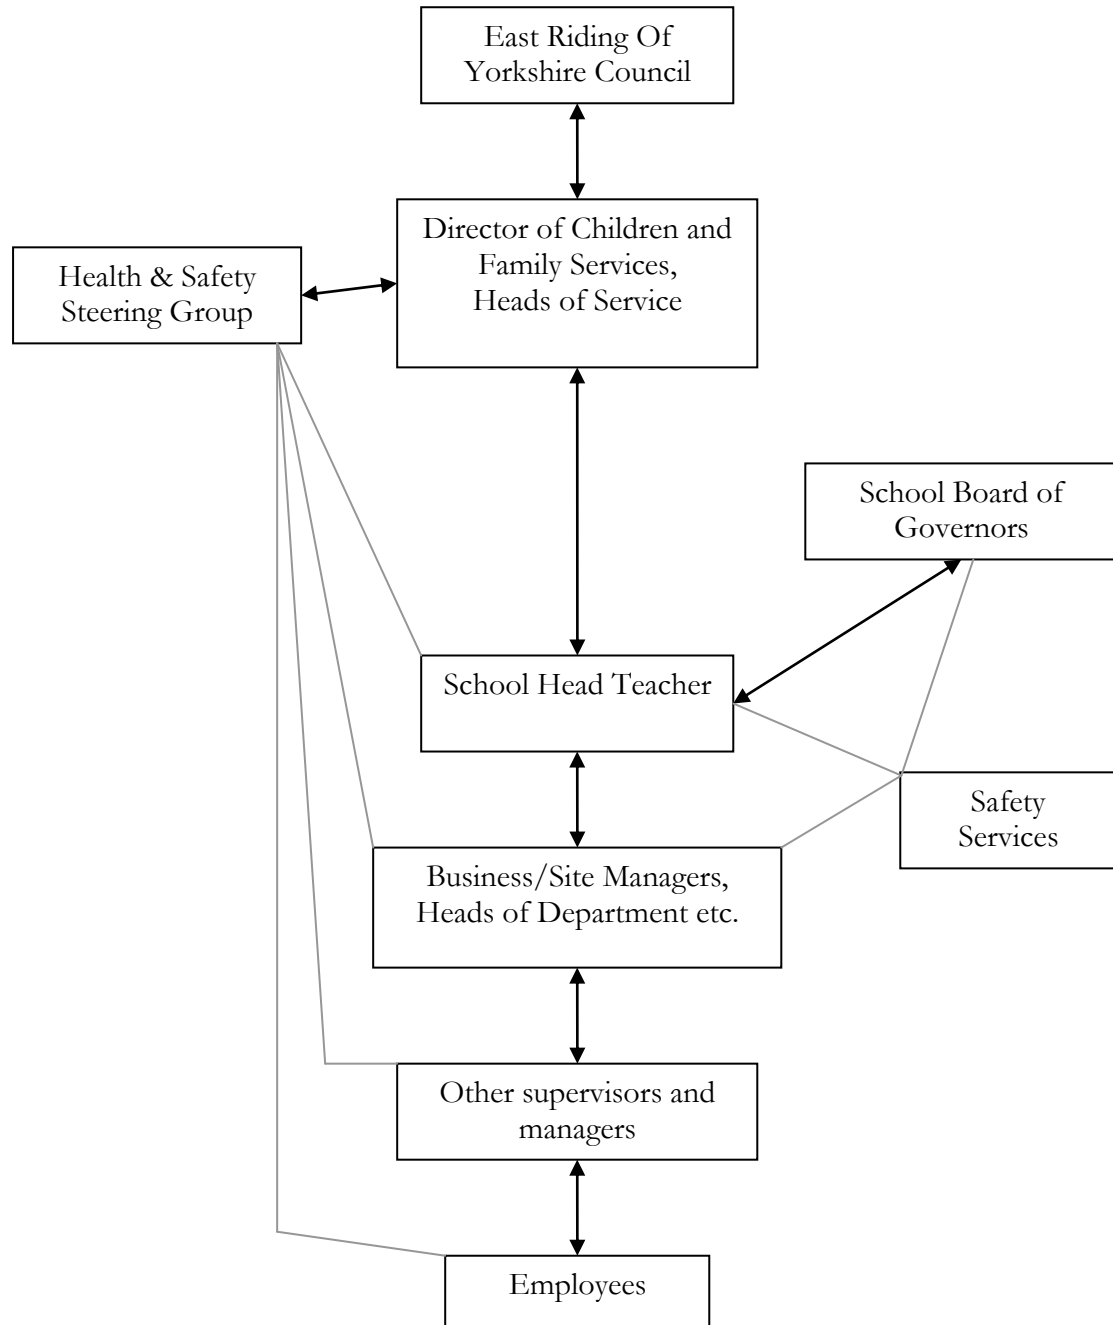 East Riding Of
Yorkshire Council
Director of Children and
Family Services,
Heads of Service
Health & Safety
Steering Group
School Board of
Governors
School Head Teacher
Safety
Services
Business/Site Managers,
Heads of Department etc.
Other supervisors and
managers
Employees